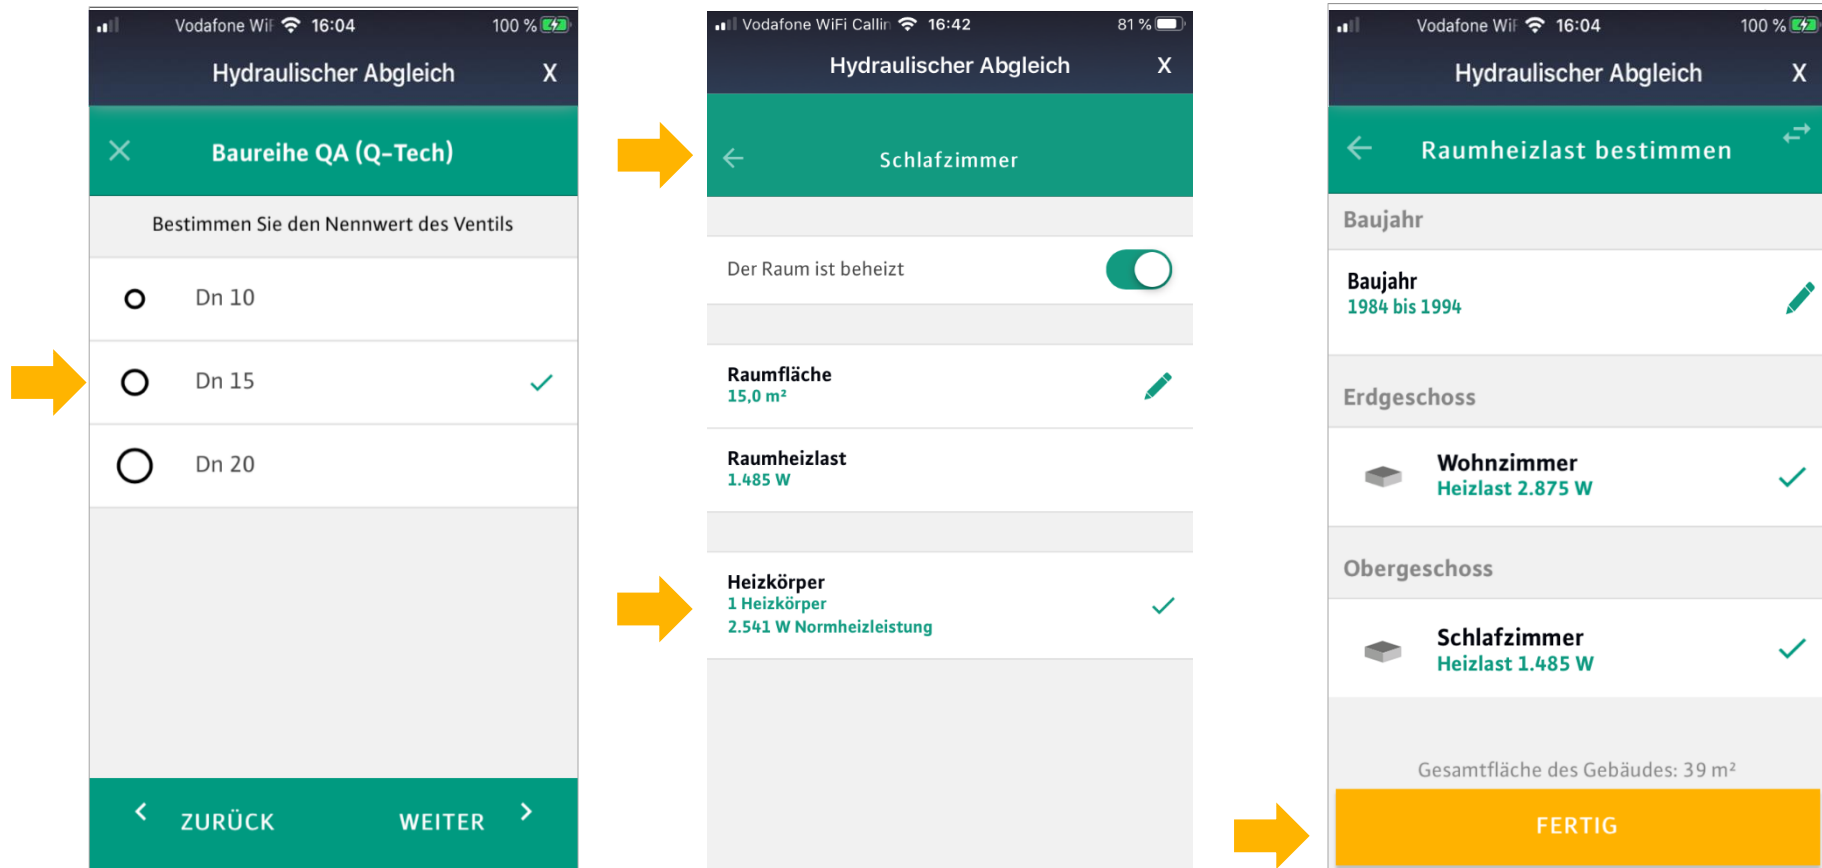 Vodafone WiF 16:04 100 %
Hydraulischer Abgleich X
Baureihe QA (Q-Tech)
Bestimmen Sie den Nennwert des Ventils
Dn 10
Dn 15
Dn 20
ZURÜCK WEITER
Vodafone WiFi Callin 16:42 81 %
Hydraulischer Abgleich X
Schlafzimmer
Der Raum ist beheizt
Raumfläche
15,0 m²
Raumheizlast
1.485 W
Heizkörper
1 Heizkörper
2.541 W Normheizleistung
Vodafone WiF 16:04 100 %
Hydraulischer Abgleich X
Raumheizlast bestimmen
Baujahr
Baujahr
1984 bis 1994
Erdgeschoss
Wohnzimmer
Heizlast 2.875 W
Obergeschoss
Schlafzimmer
Heizlast 1.485 W
Gesamtfläche des Gebäudes: 39 m²
FERTIG